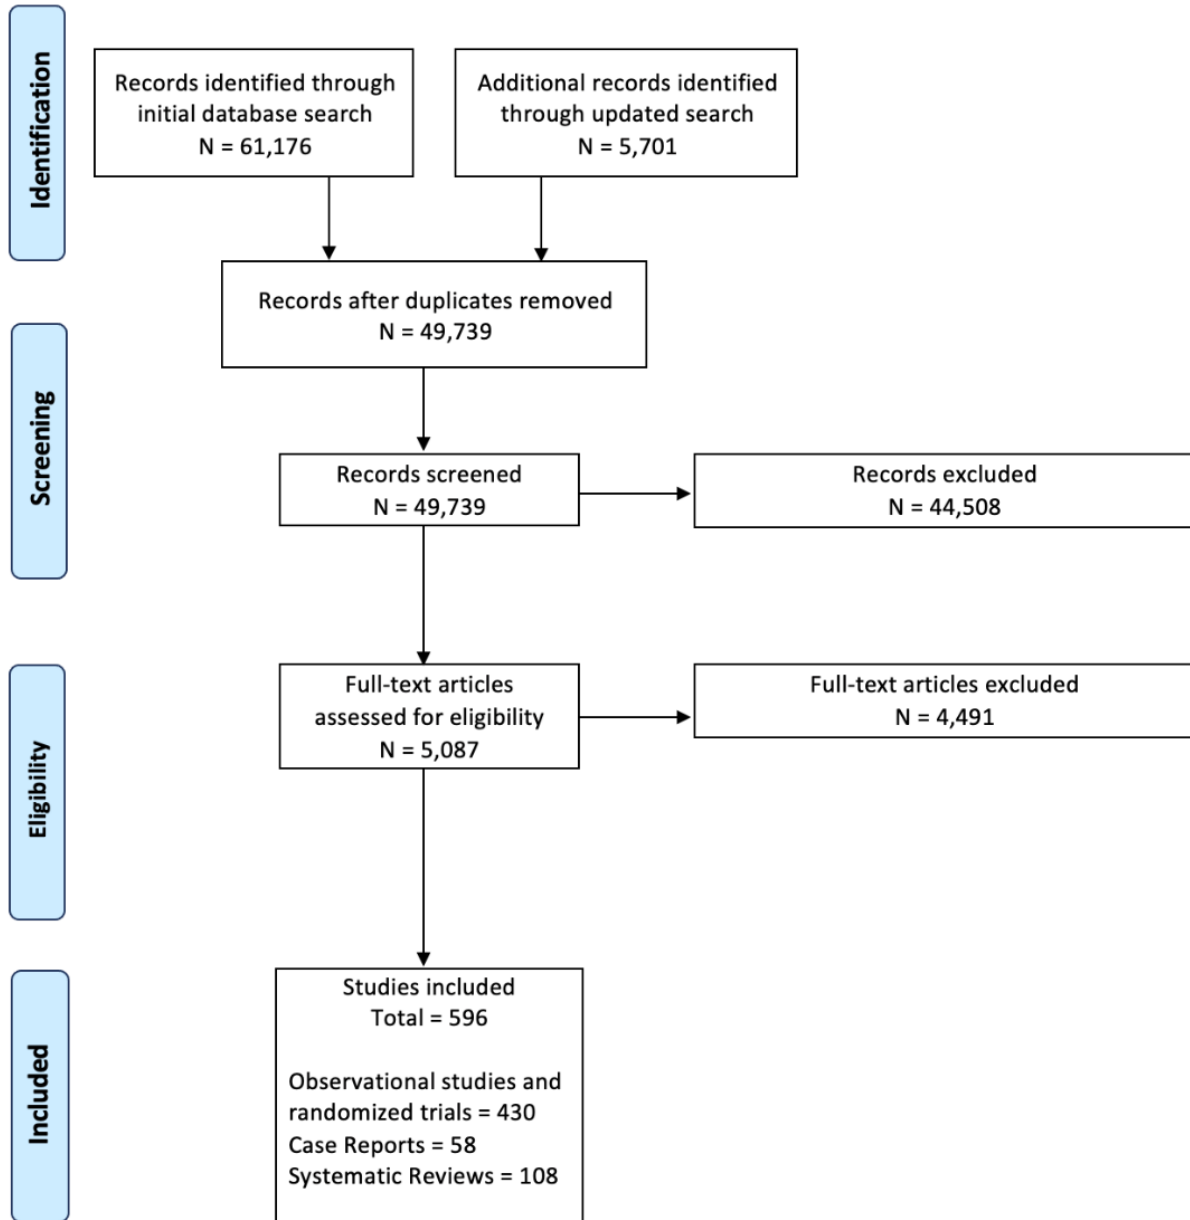 Identification
Records identified through
initial database search
N = 61,176
Additional records identified
through updated search
N = 5,701
Records after duplicates removed
N = 49,739
Screening
Records screened
N = 49,739
Records excluded
N = 44,508
Eligibility
Full-text articles
assessed for eligibility
N = 5,087
Full-text articles excluded
N = 4,491
Included
Studies included
Total = 596
Observational studies and
randomized trials = 430
Case Reports = 58
Systematic Reviews = 108